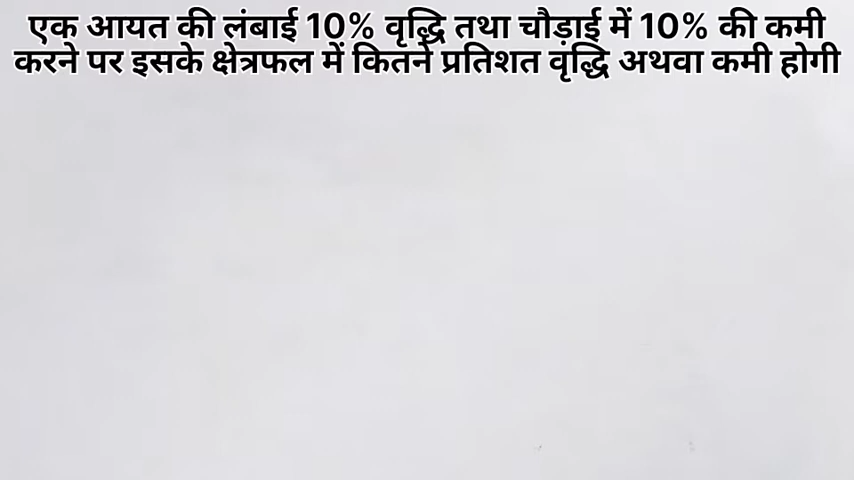 एक आयत की लंबाई 10% वृद्धि तथा चौड़ाई में 10% की कमी
करने पर इसके क्षेत्रफल में कितने प्रतिशत वृद्धि अथवा कमी होगी